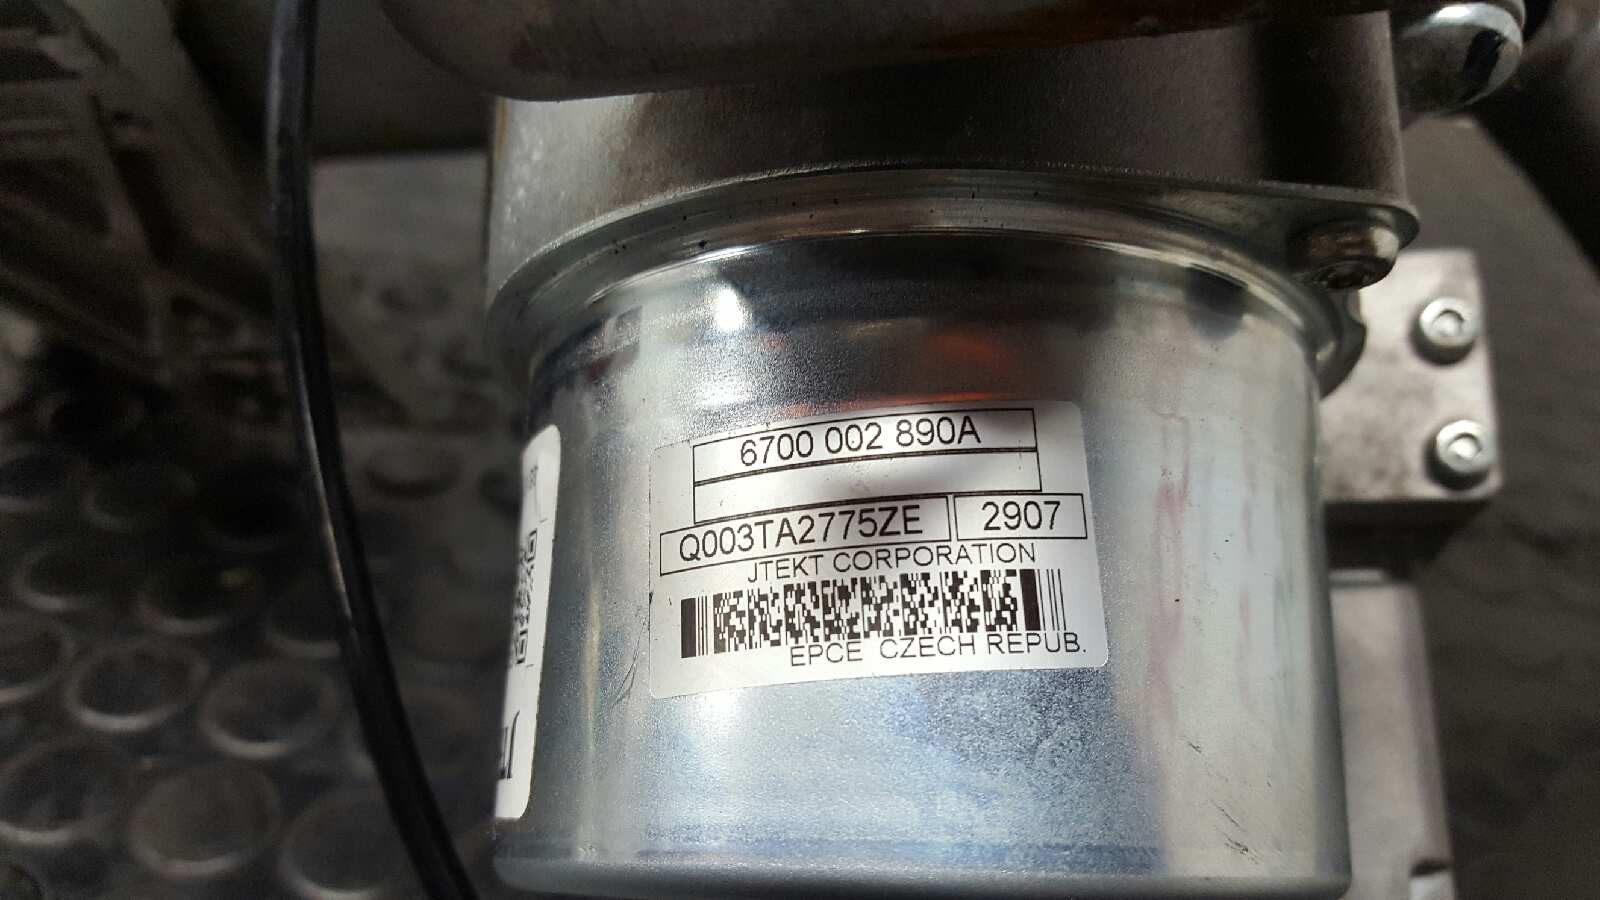 6700 002 890A
Q003TA2775ZE 2907
JTEKT CORPORATION
EPCE CZECH REPUB.